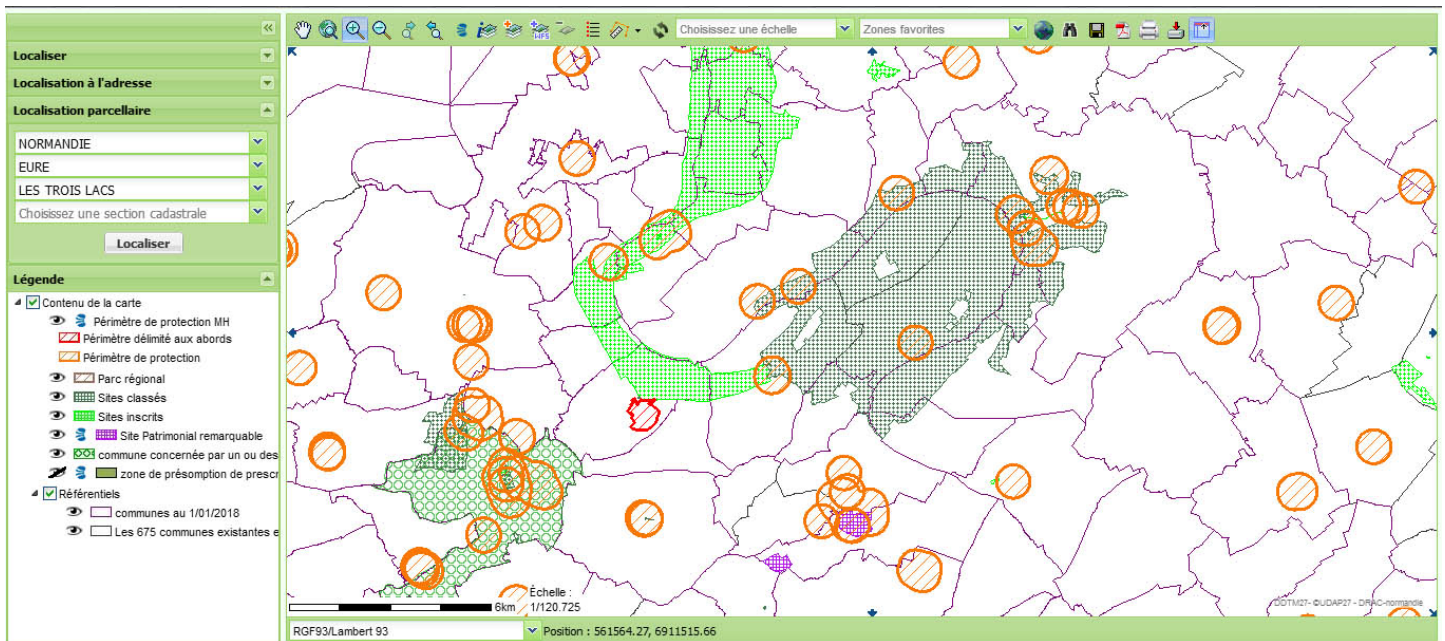 Choisissez une échelle
Zones favorites
Localiser
Localisation à l'adresse
Localisation parcellaire
NORMANDIE
EURE
LES TROIS LACS
Choisissez une section cadastrale
Localiser
Légende
Contenu de la carte
Périmètre de protection MH
Périmètre délimité aux abords
Périmètre de protection
Parc régional
Sites classés
Sites inscrits
Site Patrimonial remarquable
commune concernée par un ou des
zone de présomption de prescr
Référentiels
communes au 1/01/2018
Les 675 communes existantes e
6km
Échelle :
1/120.725
DDTM27- ©UDAP27 - DRAC-normandie
RGF93/Lambert 93
Position : 561564.27, 6911515.66